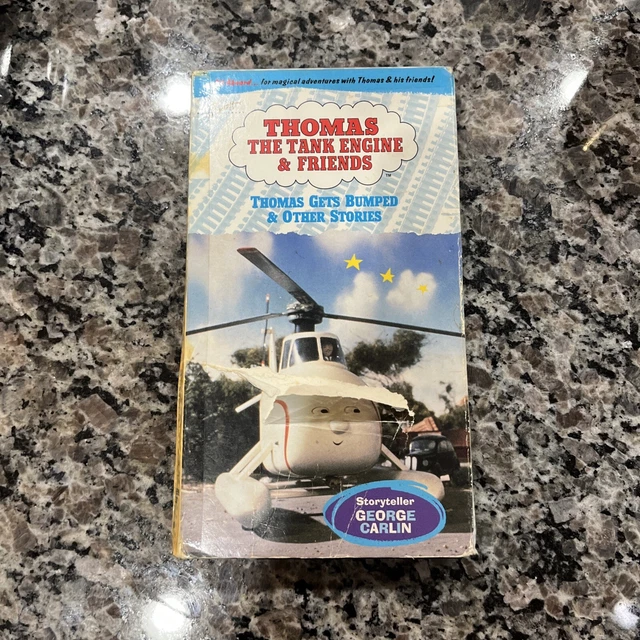 for magical adventures with Thomas & his friends!
THOMAS
THE TANK ENGINE
& FRIENDS
TM
THOMAS GETS BUMPED
& OTHER STORIES
Storyteller
GEORGE
CARLIN